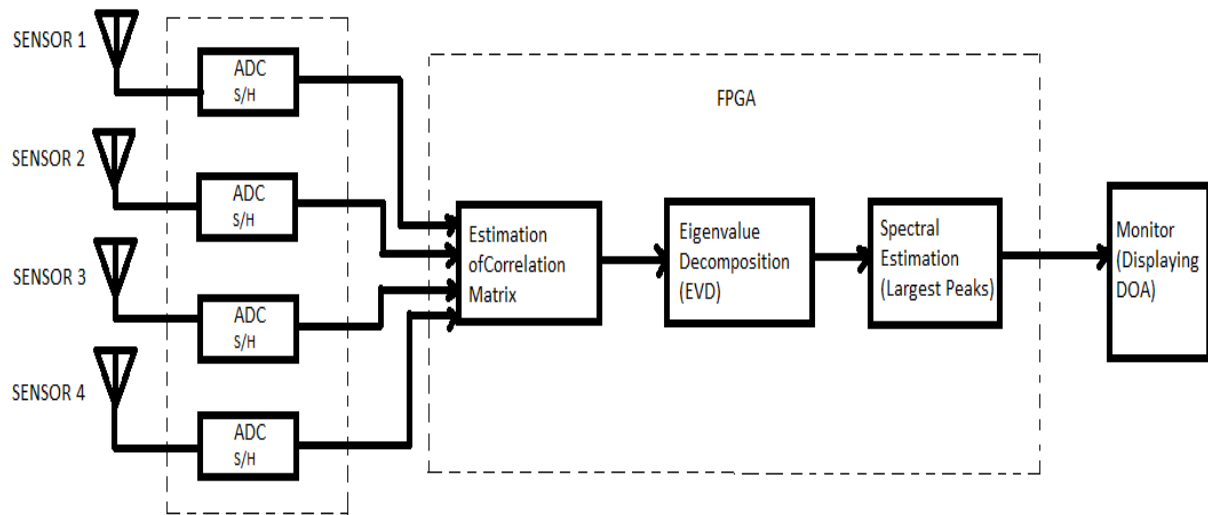 SENSOR 1
ADC
S/H
SENSOR 2
ADC
S/H
SENSOR 3
ADC
S/H
SENSOR 4
ADC
S/H
FPGA
Estimation
ofCorrelation
Matrix
Eigenvalue
Decomposition
(EVD)
Spectral
Estimation
(Largest Peaks)
Monitor
(Displaying
DOA)